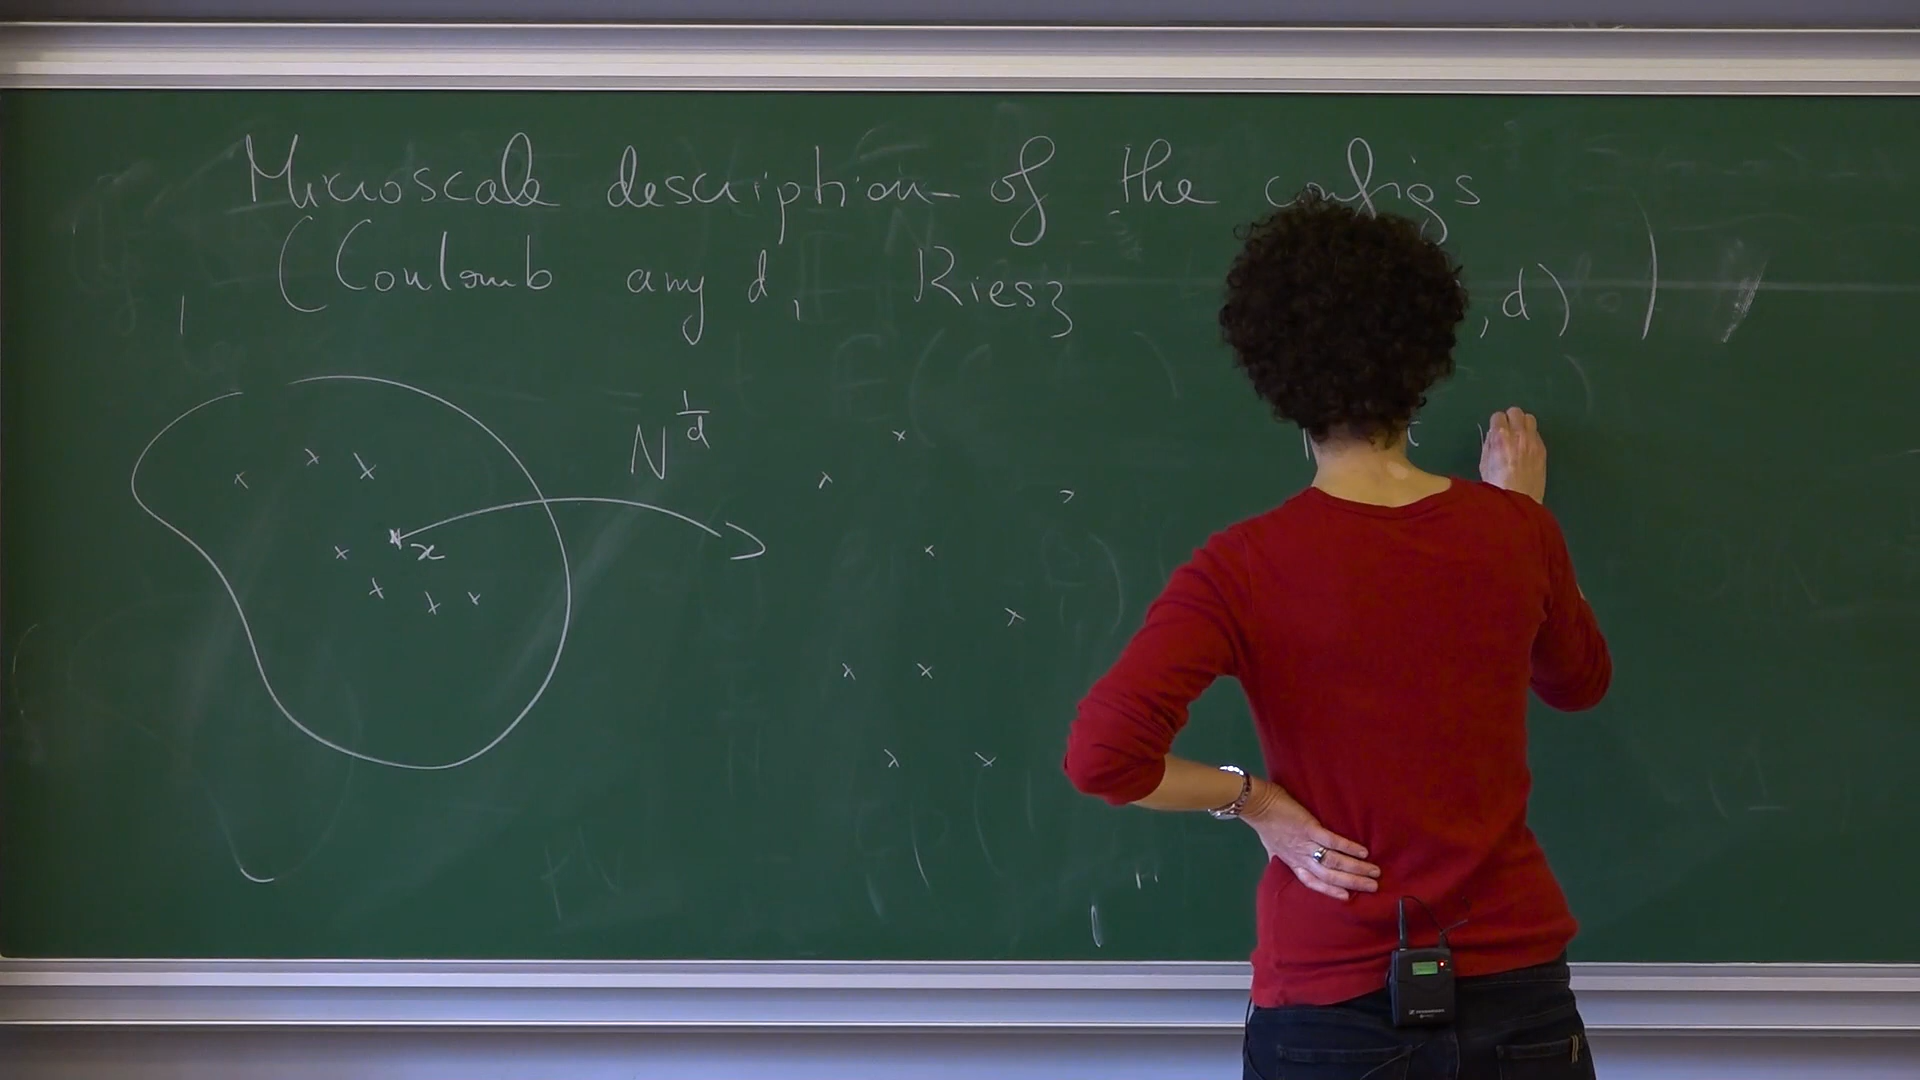 Microscale description of the configs
(Coulomb any d, Riesz , d) )
N^{1/d}
x